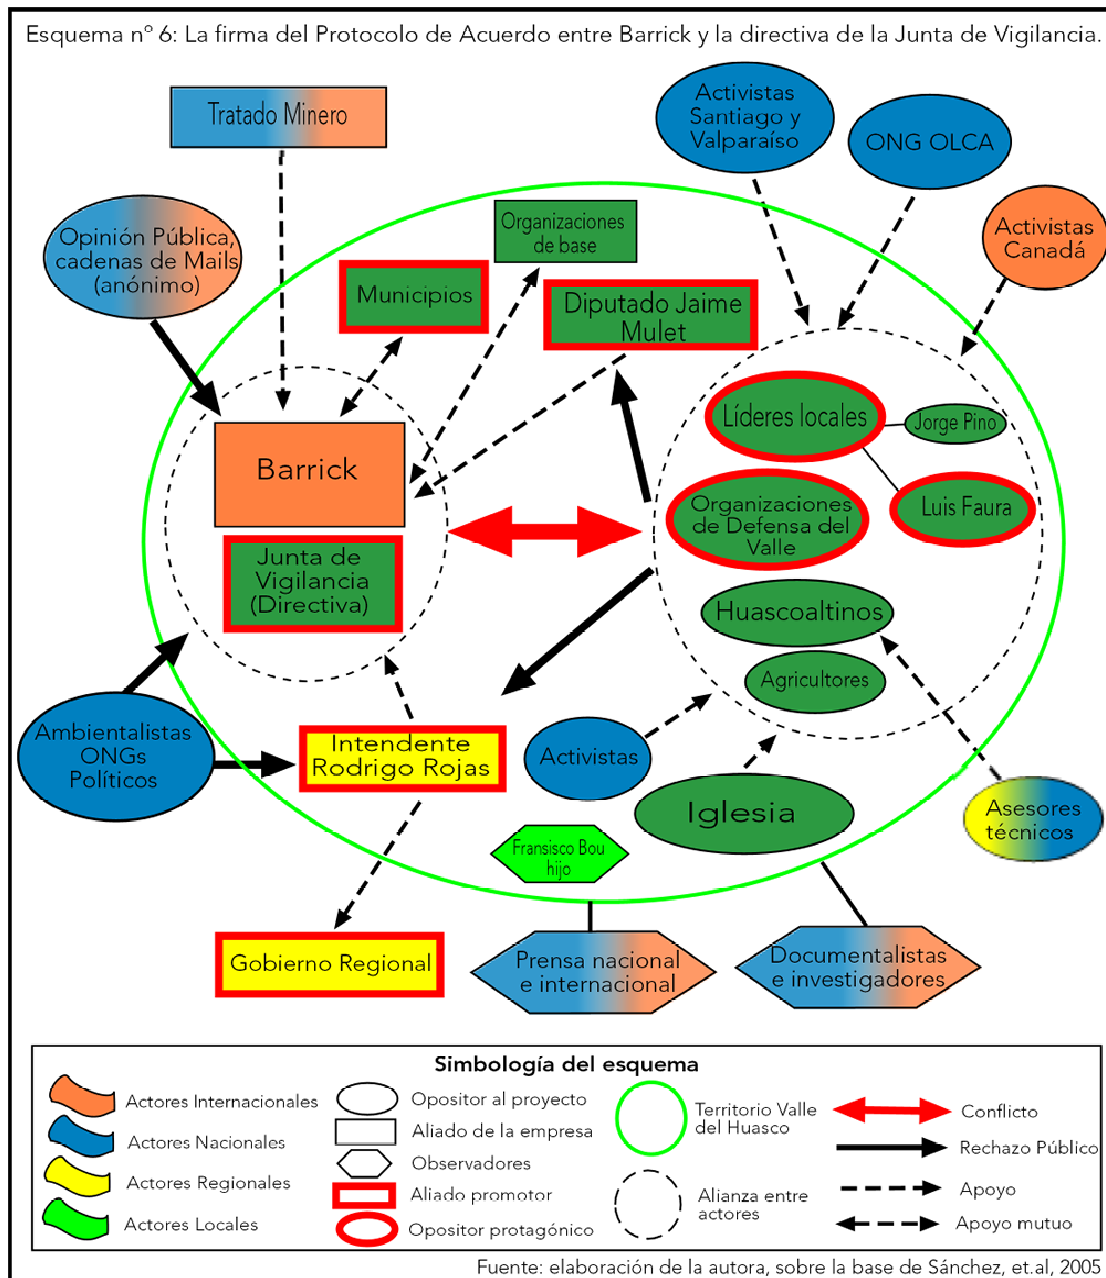 Esquema nº 6: La firma del Protocolo de Acuerdo entre Barrick y la directiva de la Junta de Vigilancia.
Tratado Minero
Activistas
Santiago y
Valparaíso
ONG OLCA
Opinión Pública,
cadenas de Mails
(anónimo)
Organizaciones
de base
Activistas
Canadá
Municipios
Diputado Jaime
Mulet
Líderes locales
Jorge Pino
Barrick
Organizaciones
de Defensa del
Valle
Luis Faura
Junta de
Vigilancia
(Directiva)
Huascoaltinos
Agricultores
Ambientalistas
ONGs
Políticos
Intendente
Rodrigo Rojas
Activistas
Iglesia
Asesores
técnicos
Fransisco Bou
hijo
Gobierno Regional
Prensa nacional
e internacional
Documentalistas
e investigadores
Simbología del esquema
Actores Internacionales
Actores Nacionales
Actores Regionales
Actores Locales
Opositor al proyecto
Aliado de la empresa
Observadores
Aliado promotor
Opositor protagónico
Territorio Valle
del Huasco
Alianza entre
actores
Conflicto
Rechazo Público
Apoyo
Apoyo mutuo
Fuente: elaboración de la autora, sobre la base de Sánchez, et.al, 2005